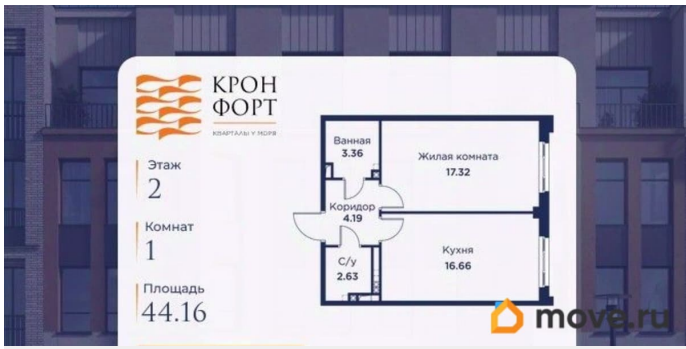 КРОН
ФОРТ
КВАРТАЛЫ У МОРЯ
Этаж
2
Комнат
1
Площадь
44.16
Ванная
3.36
Жилая комната
17.32
Коридор
4.19
С/у
2.63
Кухня
16.66
move.ru